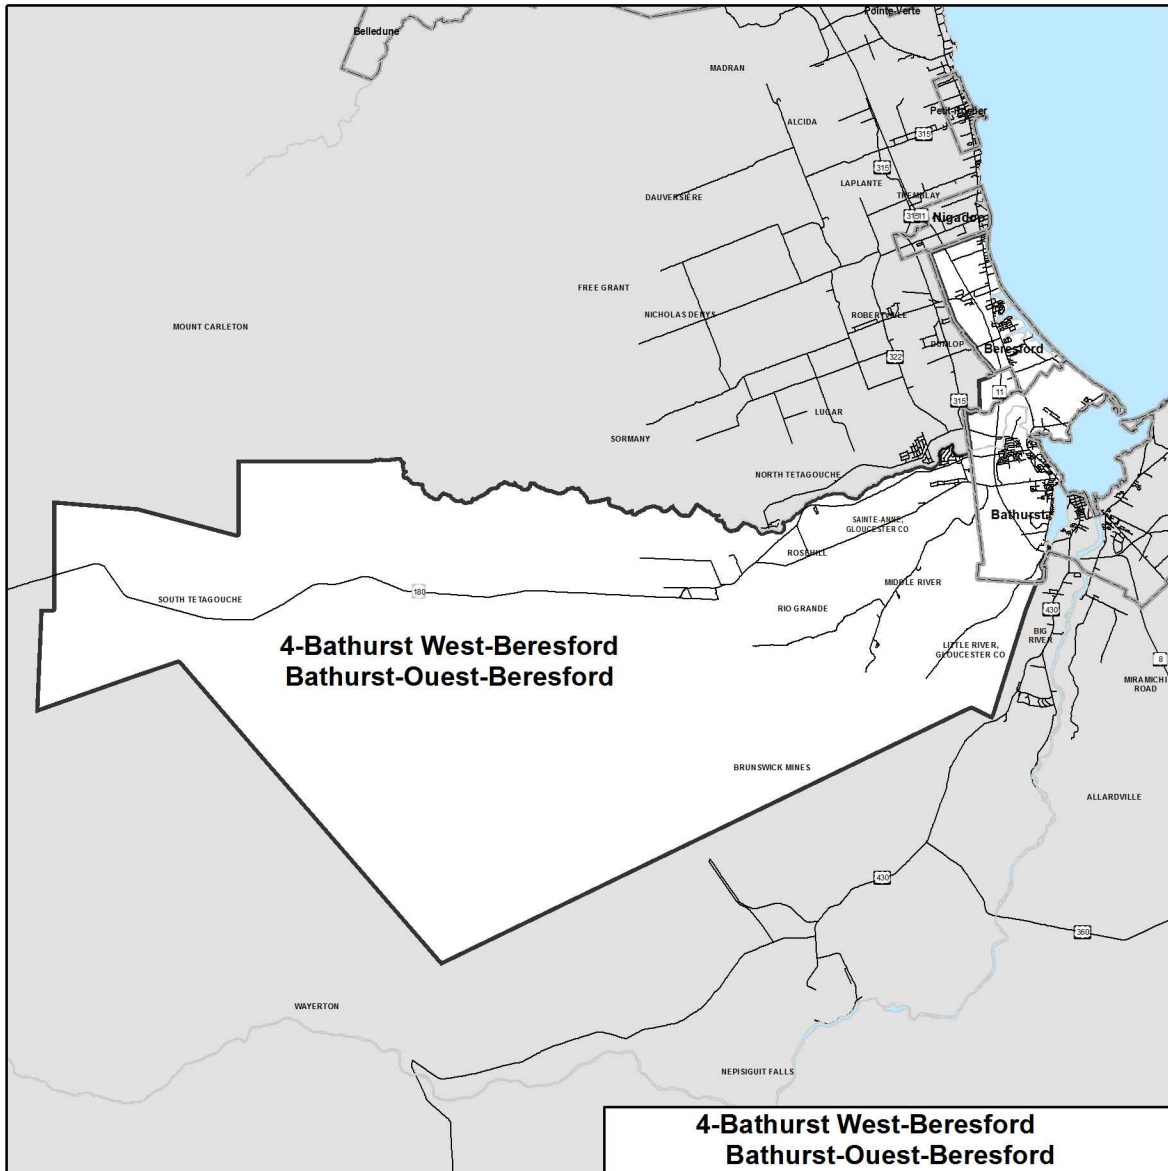 Pointe-Verte
Belledune
MADRAN
Petit-Rocher
ALCIDA
315
315
LAPLANTE
TREMBLAY
DAUVERSIÈRE
315
11
Nigadoo
FREE GRANT
NICHOLAS DENYS
ROBERTVILLE
MOUNT CARLETON
DUNLOP
Beresford
322
11
315
LUGAR
SORMANY
NORTH TETAGOUCHE
Bathurst
SAINTE-ANNE,
GLOUCESTER CO
ROSEHILL
MIDDLE RIVER
180
SOUTH TETAGOUCHE
RIO GRANDE
430
BIG
RIVER
4-Bathurst West-Beresford
Bathurst-Ouest-Beresford
LITTLE RIVER,
GLOUCESTER CO
8
MIRAMICHI
ROAD
BRUNSWICK MINES
ALLARDVILLE
430
360
WAYERTON
NEPISIGUIT FALLS
4-Bathurst West-Beresford
Bathurst-Ouest-Beresford